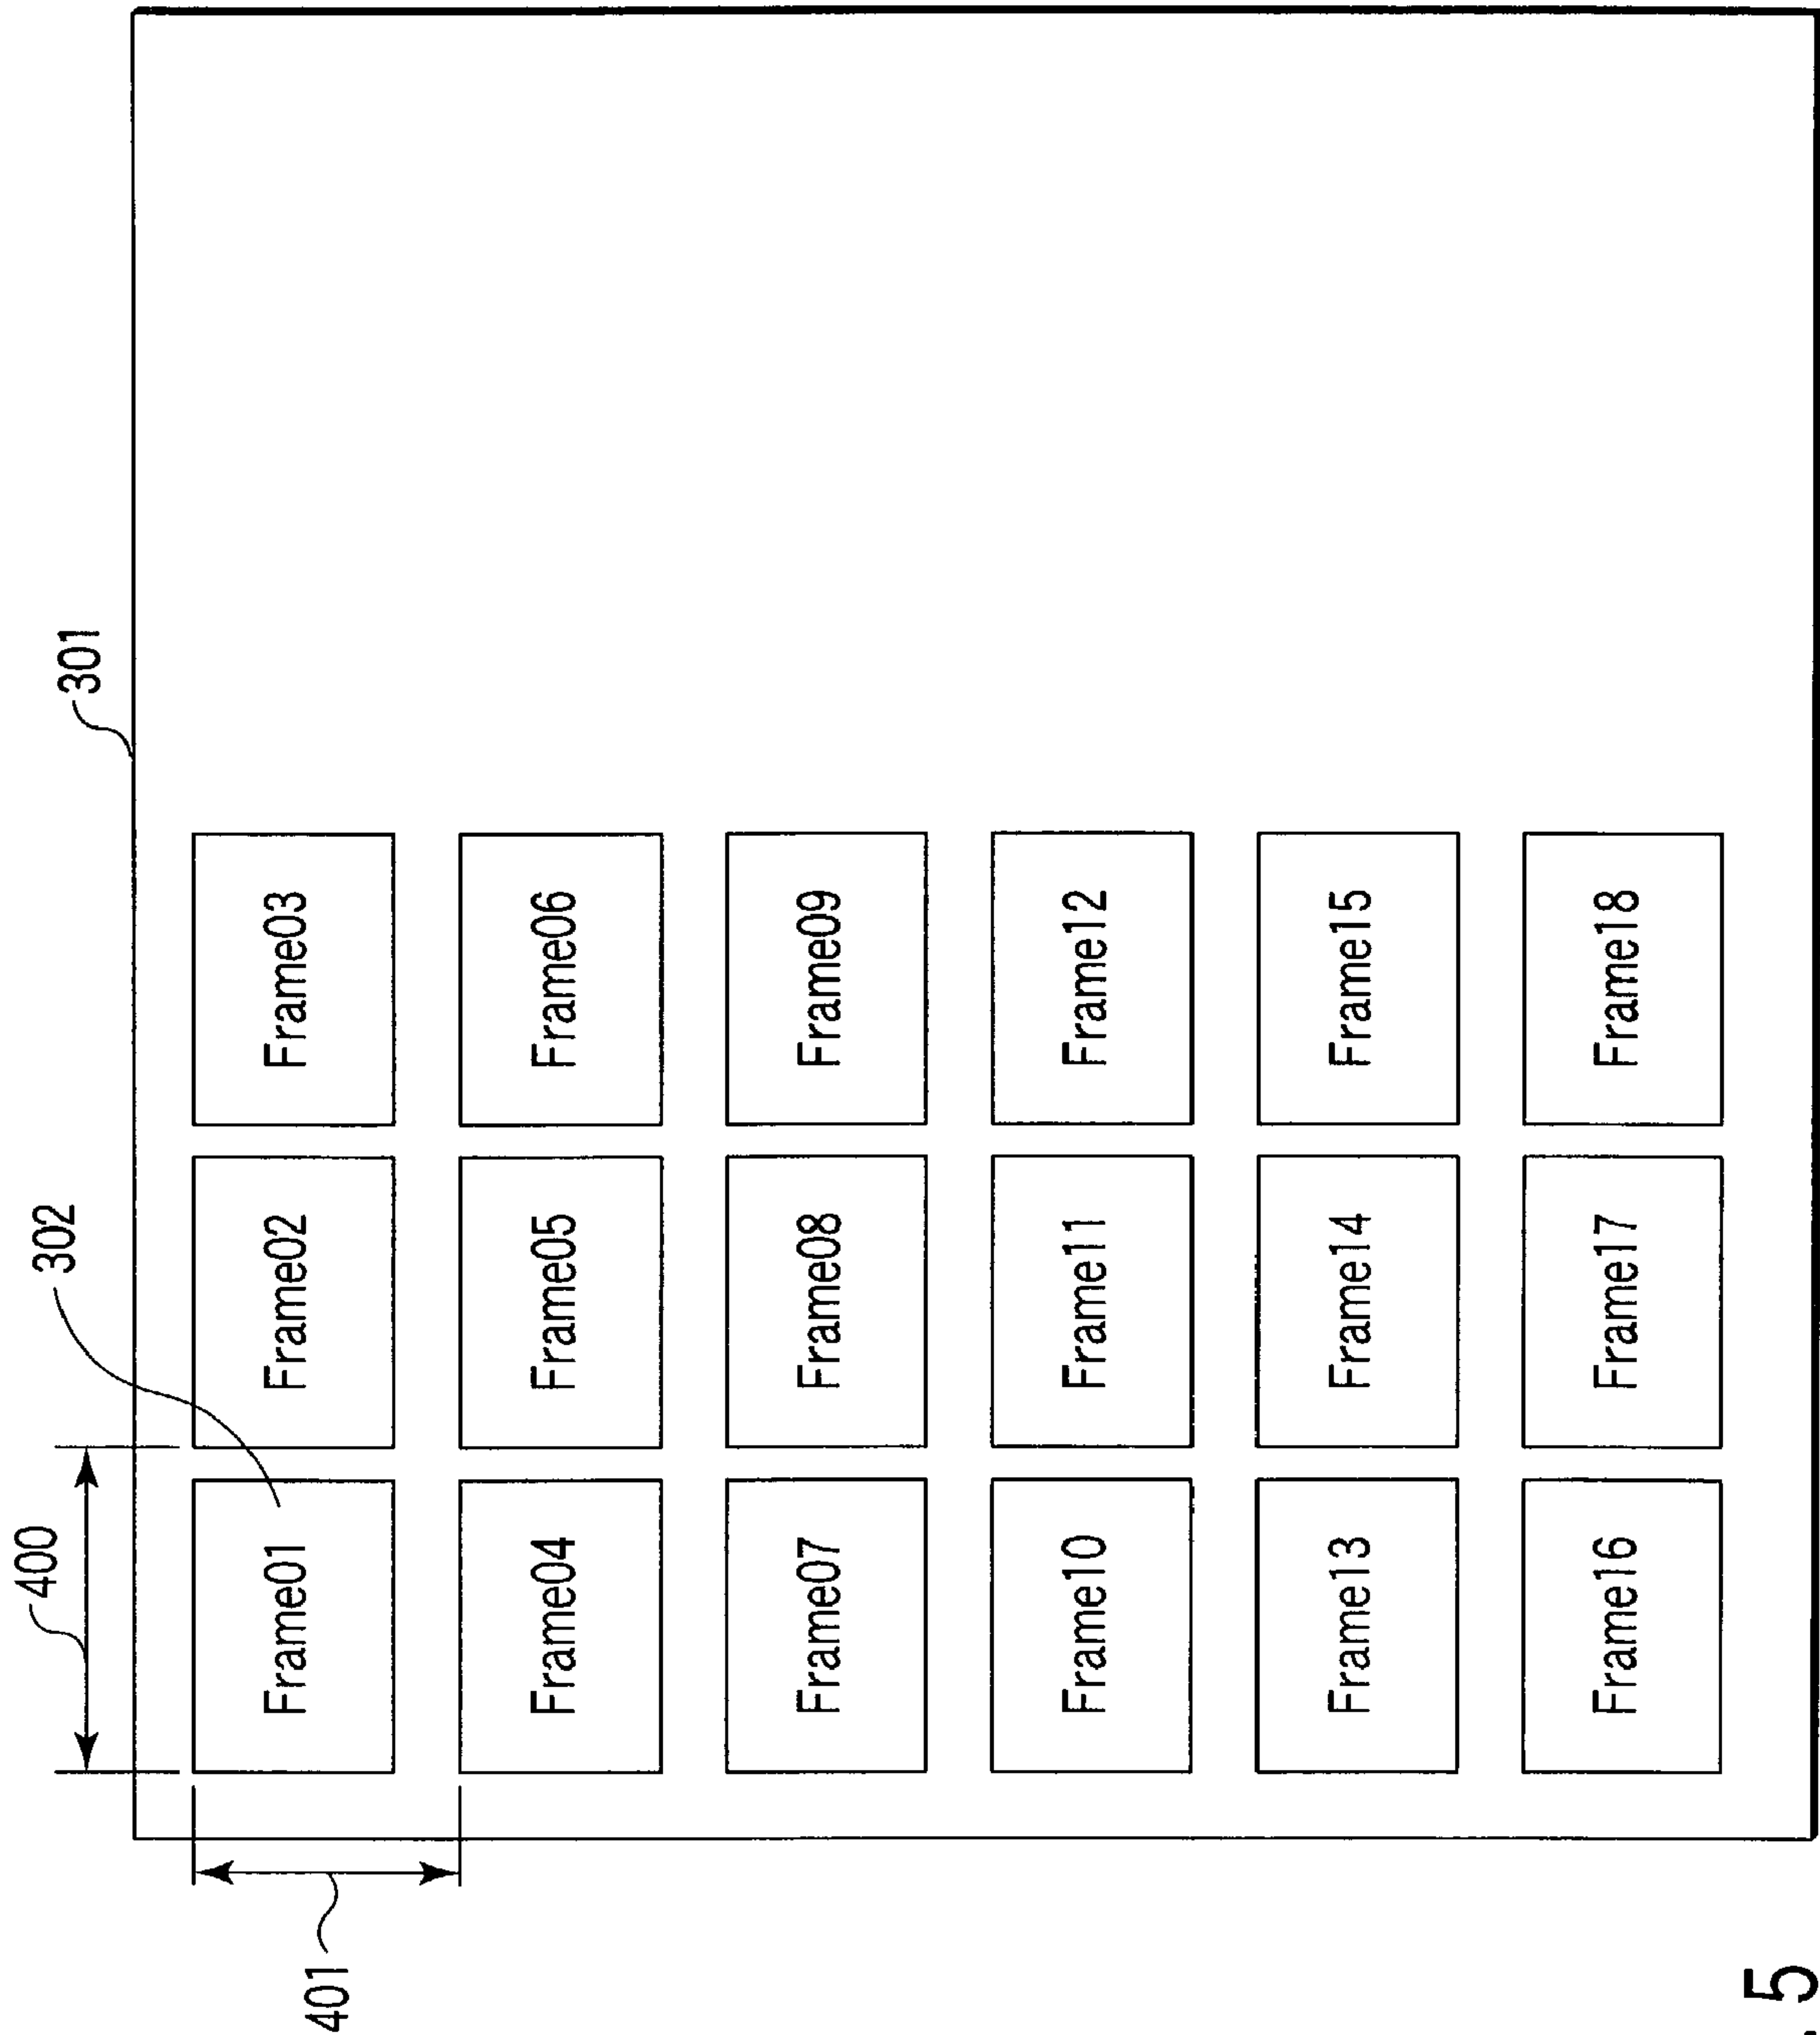 400
302
301
401
Frame01 Frame02 Frame03
Frame04 Frame05 Frame06
Frame07 Frame08 Frame09
Frame10 Frame11 Frame12
Frame13 Frame14 Frame15
Frame16 Frame17 Frame18
5